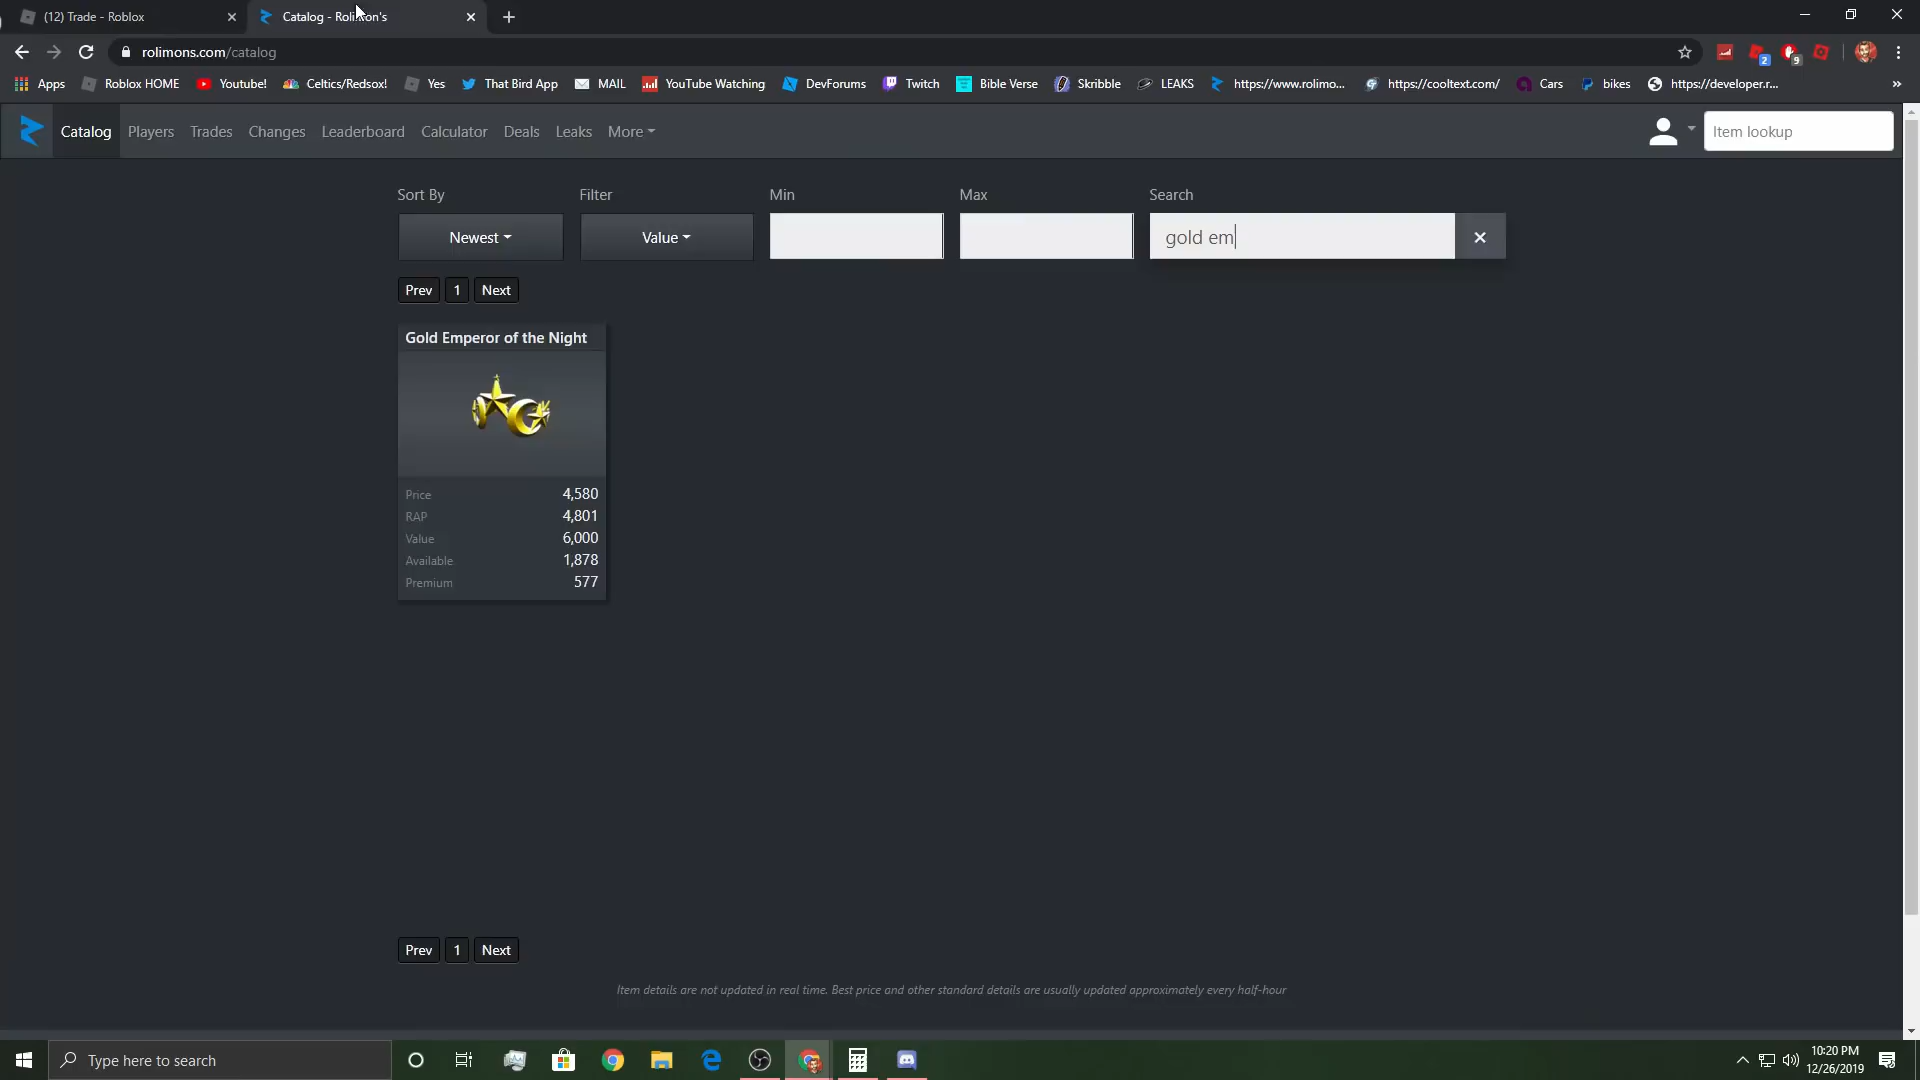 (12) Trade - Roblox
Catalog - Rolimon's
rolimons.com/catalog
2
9
Apps
Roblox HOME
Youtube!
Celtics/Redsox!
Yes
That Bird App
MAIL
YouTube Watching
DevForums
Twitch
Bible Verse
Skribble
LEAKS
https://www.rolimo...
https://cooltext.com/
Cars
bikes
https://developer.r...
»
Catalog
Players
Trades
Changes
Leaderboard
Calculator
Deals
Leaks
More
Item lookup
Sort By
Filter
Min
Max
Search
Newest
Value
gold em
Prev 1 Next
Gold Emperor of the Night
Price 4,580
RAP 4,801
Value 6,000
Available 1,878
Premium 577
Prev 1 Next
Item details are not updated in real time. Best price and other standard details are usually updated approximately every half-hour
Type here to search
10:20 PM
12/26/2019